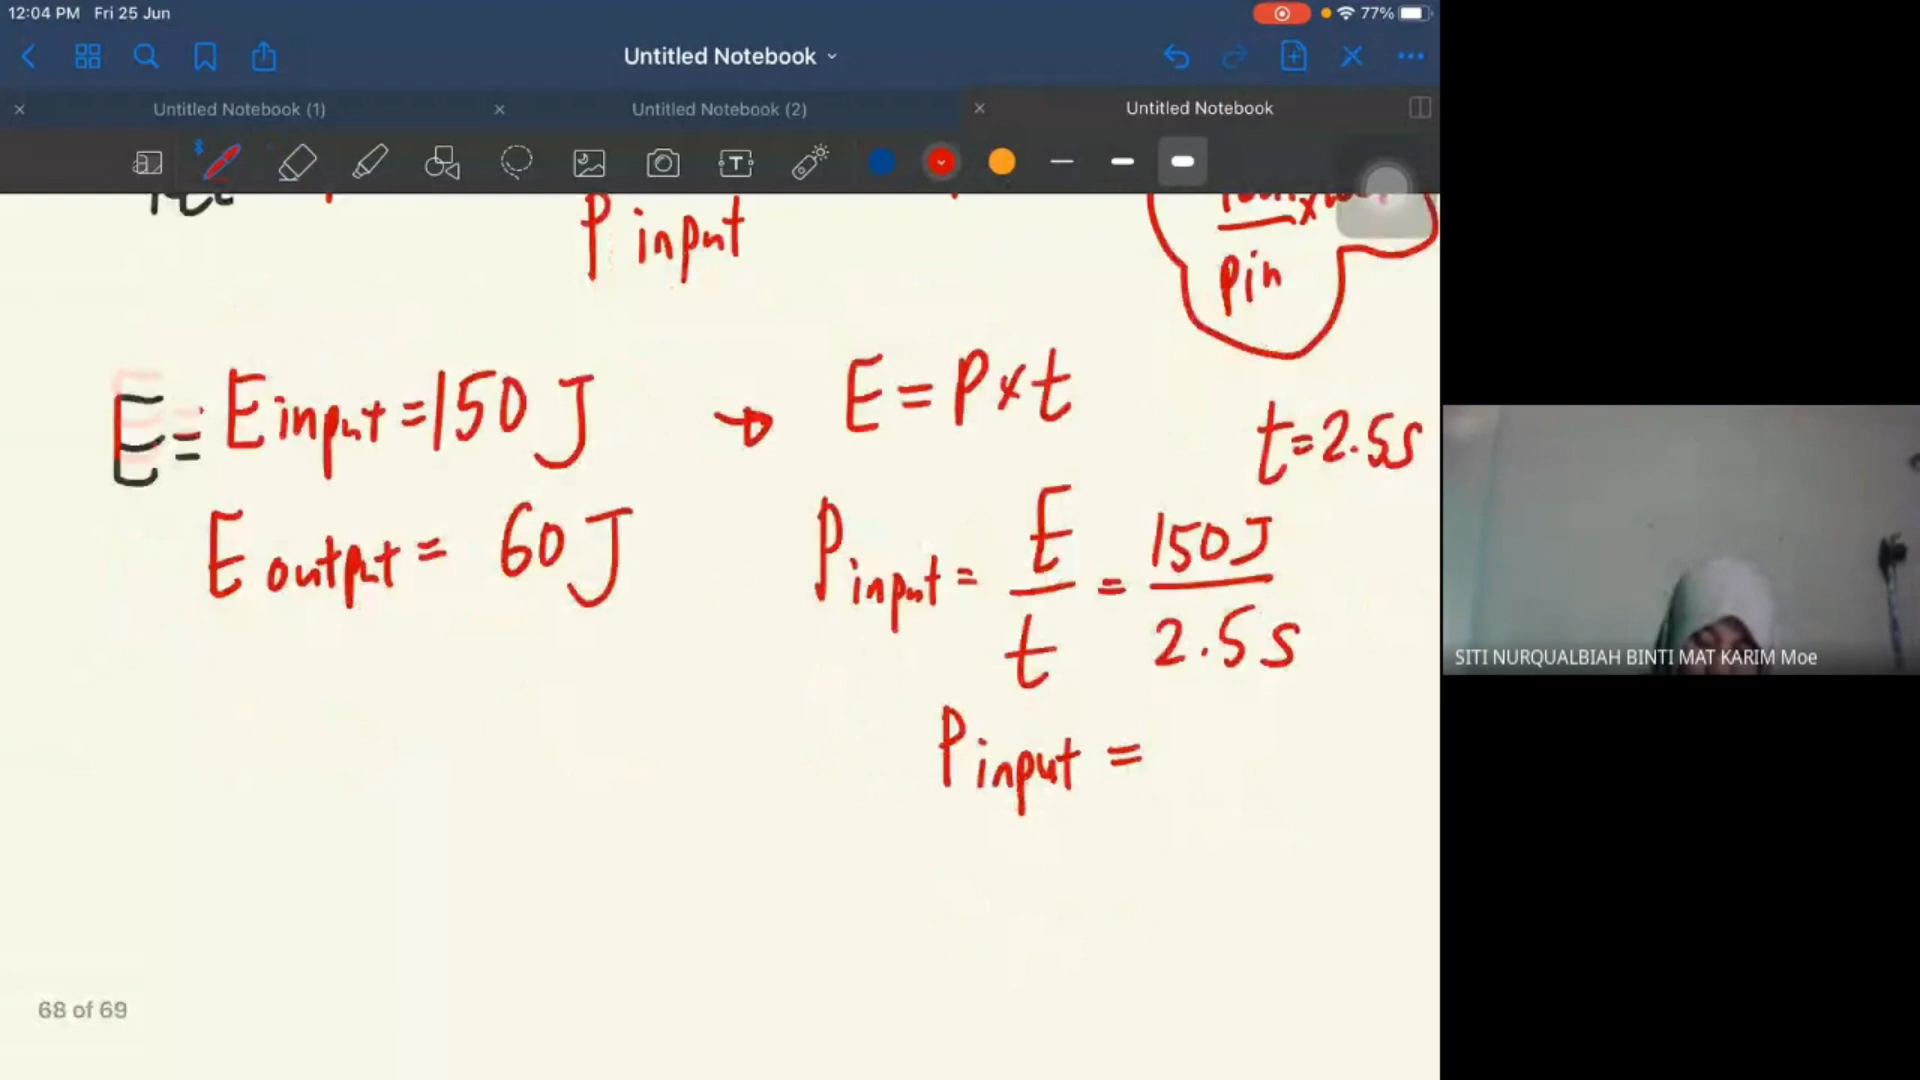 12:04 PM Fri 25 Jun
77%
Untitled Notebook
Untitled Notebook (1)
Untitled Notebook (2)
Untitled Notebook
P input
pin
E =
E input = 150 J
→ E = P x t
t = 2.5s
E output = 60 J
P input = E / t = 150J / 2.5s
P input =
SITI NURQUALBIAH BINTI MAT KARIM Moe
68 of 69